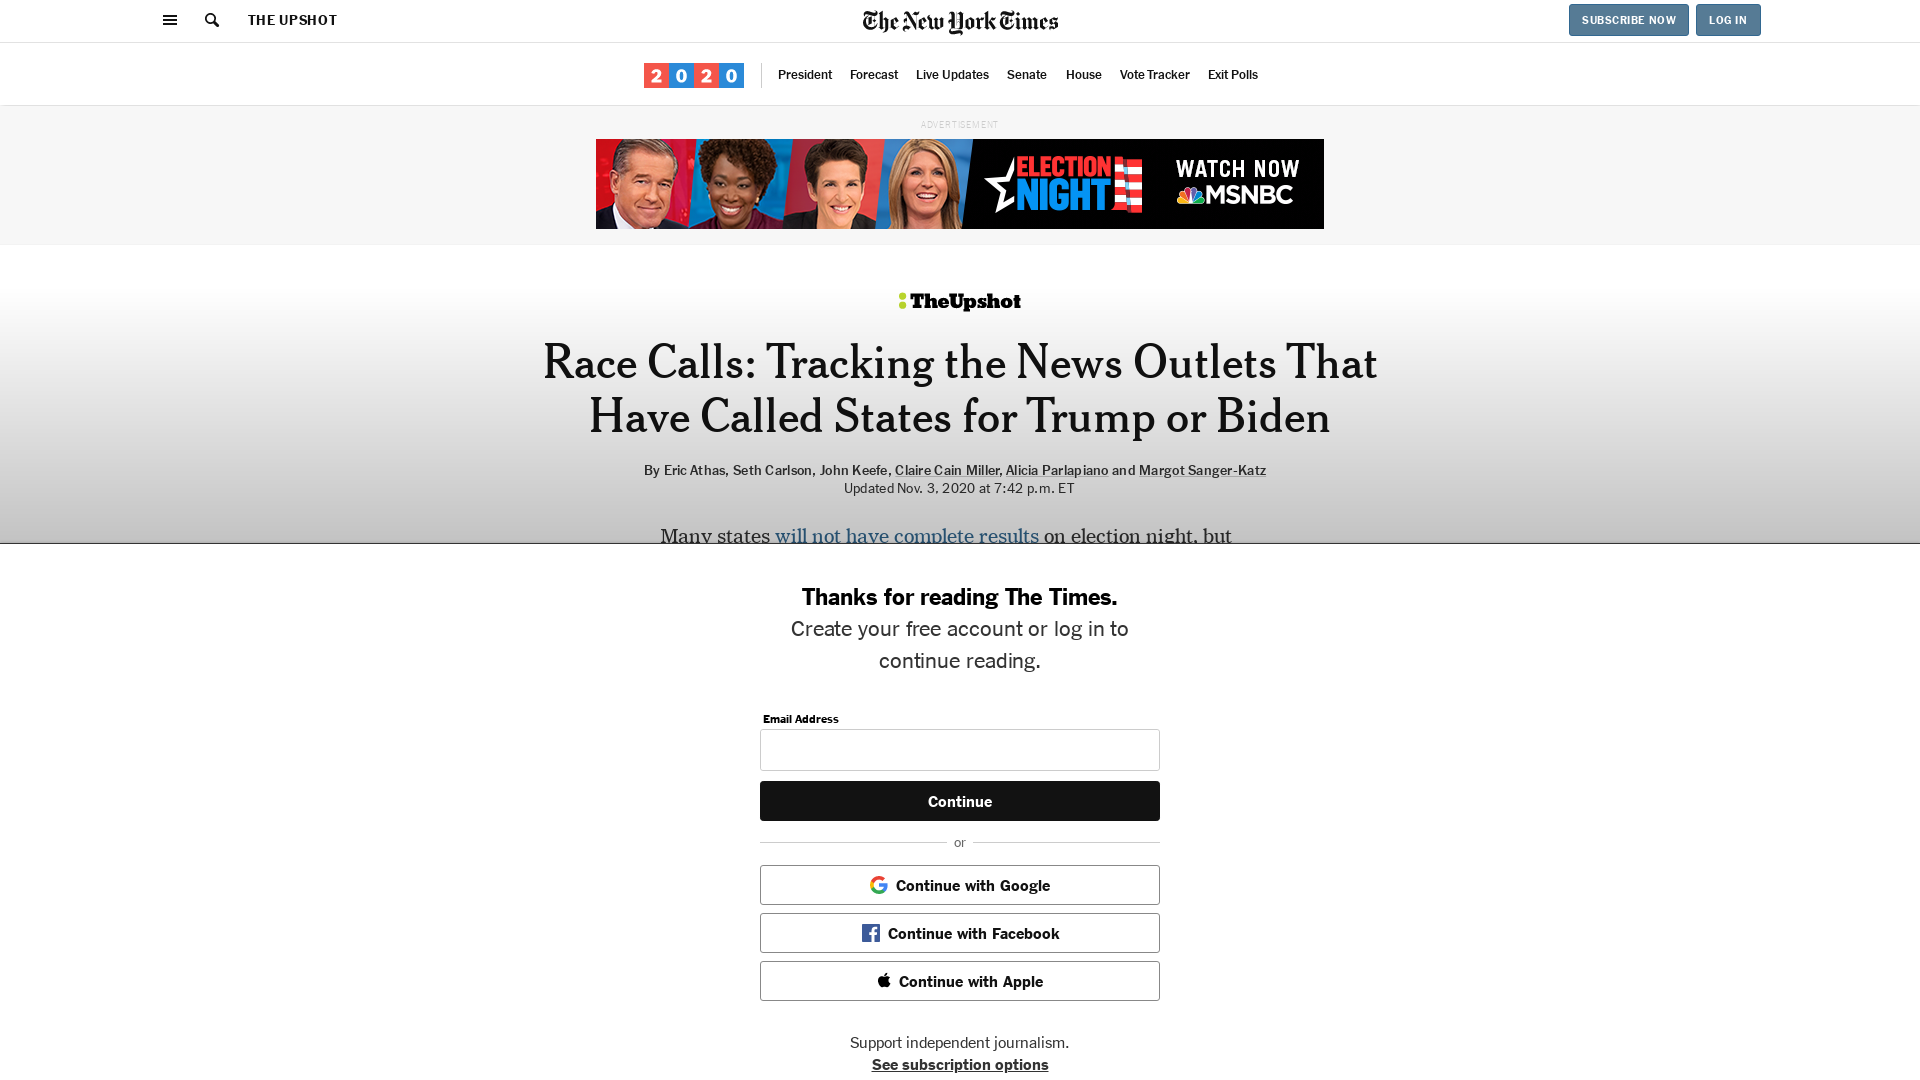 THE UPSHOT
The New York Times
SUBSCRIBE NOW
LOG IN
2020
President
Forecast
Live Updates
Senate
House
Vote Tracker
Exit Polls
ADVERTISEMENT
ELECTION
NIGHT
WATCH NOW
MSNBC
TheUpshot
Race Calls: Tracking the News Outlets That
Have Called States for Trump or Biden
By Eric Athas, Seth Carlson, John Keefe, Claire Cain Miller, Alicia Parlapiano and Margot Sanger-Katz
Updated Nov. 3, 2020 at 7:42 p.m. ET
Many states will not have complete results on election night, but
Thanks for reading The Times.
Create your free account or log in to
continue reading.
Email Address
Continue
or
Continue with Google
Continue with Facebook
Continue with Apple
Support independent journalism.
See subscription options